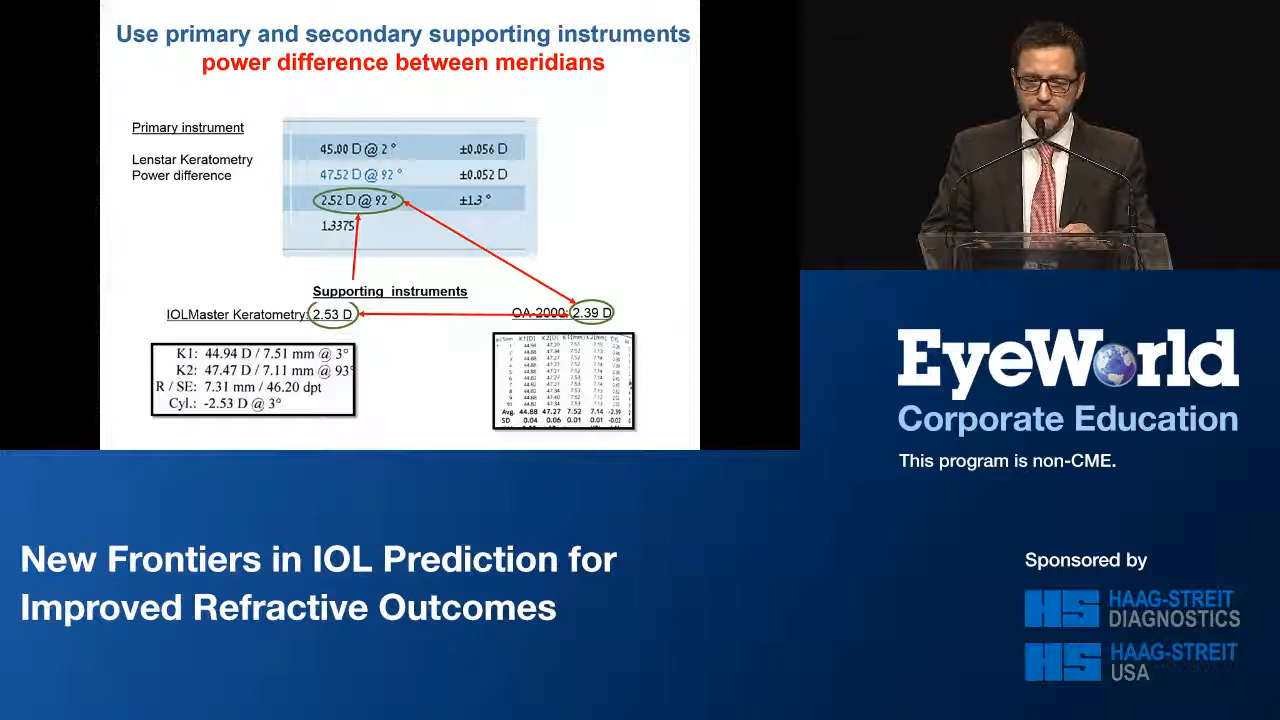 Use primary and secondary supporting instruments
power difference between meridians
Primary instrument
Lenstar Keratometry
Power difference
45.00 D @ 2 ° ±0.056 D
47.52 D @ 92 ° ±0.052 D
2.52 D @ 92 ° ±1.3 °
1.3375
Supporting instruments
IOLMaster Keratometry: 2.53 D
OA-2000: 2.39 D
K1: 44.94 D / 7.51 mm @ 3°
K2: 47.47 D / 7.11 mm @ 93°
R / SE: 7.31 mm / 46.20 dpt
Cyl.: -2.53 D @ 3°
Avg. 44.88 47.27 7.52 7.14 -2.39
SD 0.04 0.06 0.01 0.01 -0.02
EyeWorld
Corporate Education
This program is non-CME.
New Frontiers in IOL Prediction for
Improved Refractive Outcomes
Sponsored by
HS HAAG-STREIT
DIAGNOSTICS
HS HAAG-STREIT
USA